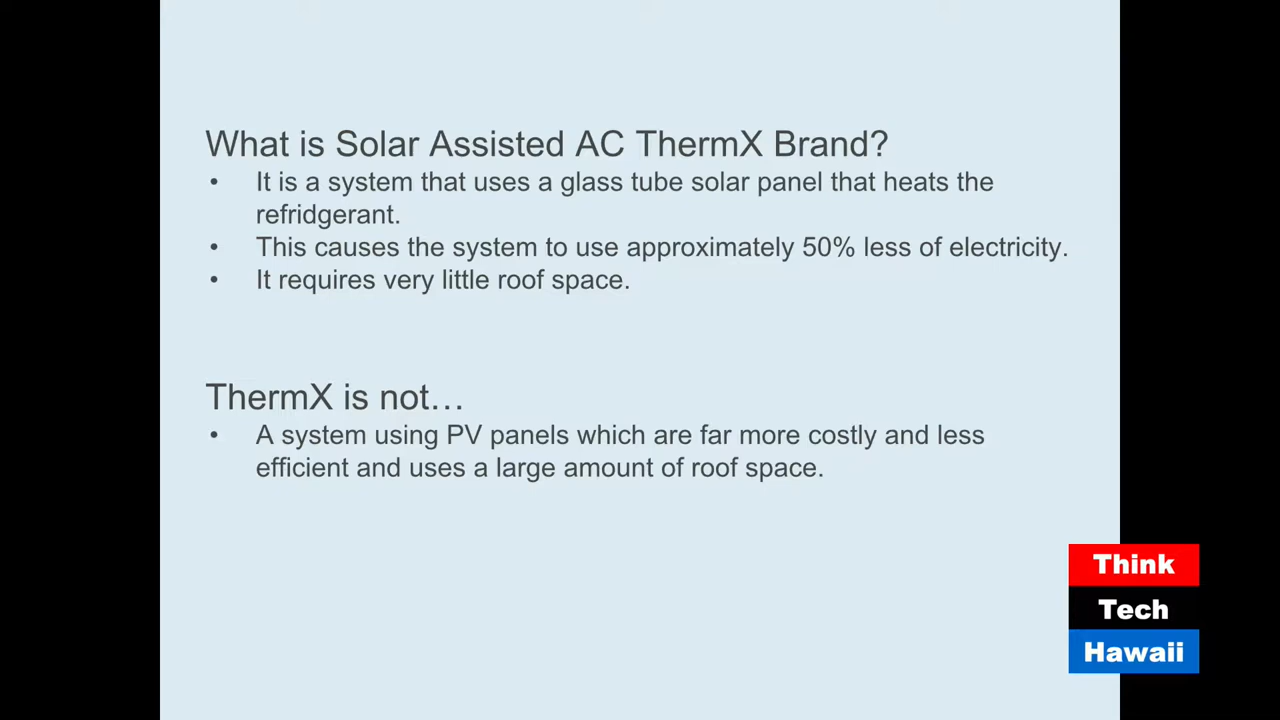 What is Solar Assisted AC ThermX Brand?
• It is a system that uses a glass tube solar panel that heats the
refridgerant.
• This causes the system to use approximately 50% less of electricity.
• It requires very little roof space.
ThermX is not…
• A system using PV panels which are far more costly and less
efficient and uses a large amount of roof space.
Think
Tech
Hawaii